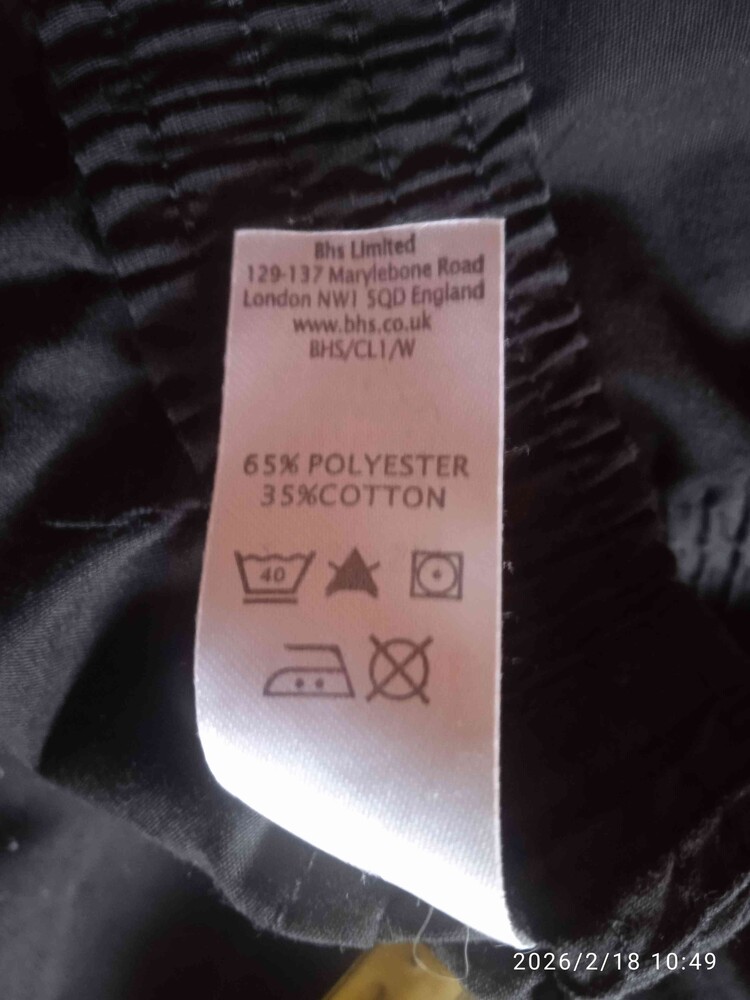 Bhs Limited
129-137 Marylebone Road
London NW1 5QD England
www.bhs.co.uk
BHS/CL1/W
65% POLYESTER
35%COTTON
40
2026/2/18 10:49